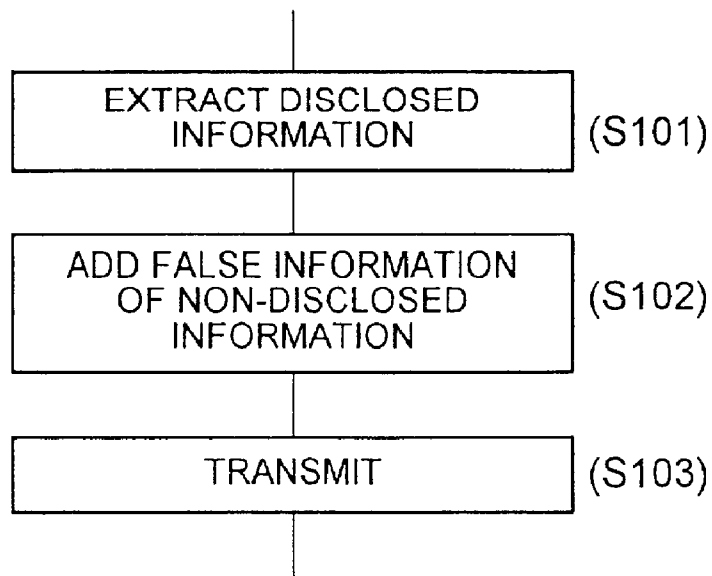 EXTRACT DISCLOSED
INFORMATION
(S101)
ADD FALSE INFORMATION
OF NON-DISCLOSED
INFORMATION
(S102)
TRANSMIT
(S103)